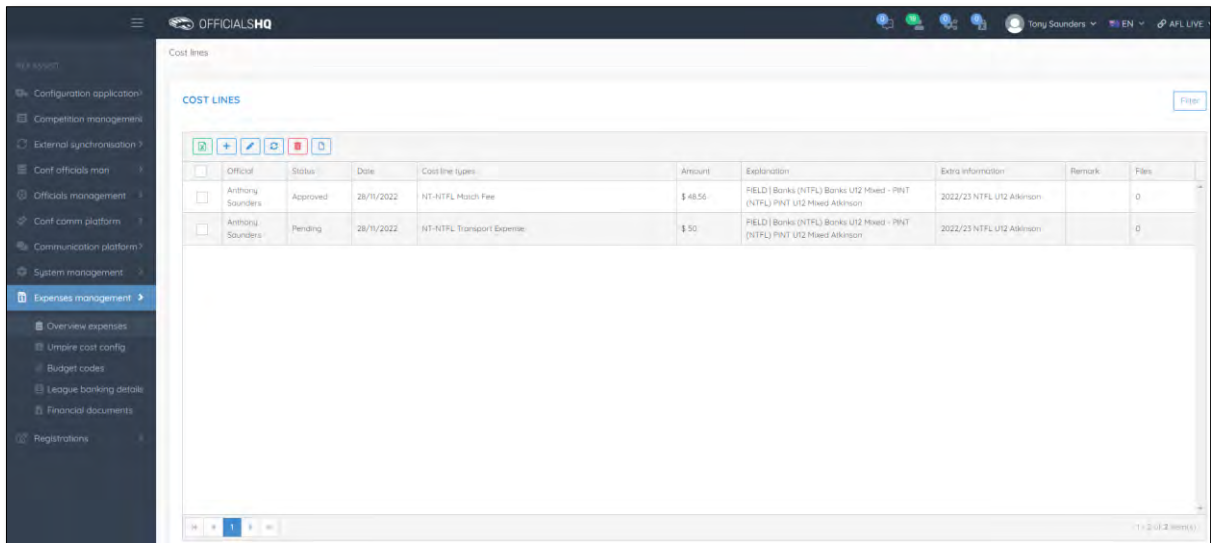 OFFICIALSHQ
Tony Saunders
EN
AFL LIVE
Cost lines
Configuration application
Competition management
External synchronisation
Conf officials man
Officials management
Conf comm platform
Communication platform
System management
Expenses management
Overview expenses
Umpire cost config
Budget codes
League banking details
Financial documents
Registrations
COST LINES
Filter
Official Status Date Cost line types Amount Explanation Extra information Remark Files
Anthony Saunders Approved 28/11/2022 NT-NTFL Match Fee $ 48.56 FIELD | Banks (NTFL) Banks U12 Mixed - PINT (NTFL) PINT U12 Mixed Atkinson 2022/23 NTFL U12 Atkinson 0
Anthony Saunders Pending 28/11/2022 NT-NTFL Transport Expense $ 50 FIELD | Banks (NTFL) Banks U12 Mixed - PINT (NTFL) PINT U12 Mixed Atkinson 2022/23 NTFL U12 Atkinson 0
1
1 - 2 of 2 item(s)